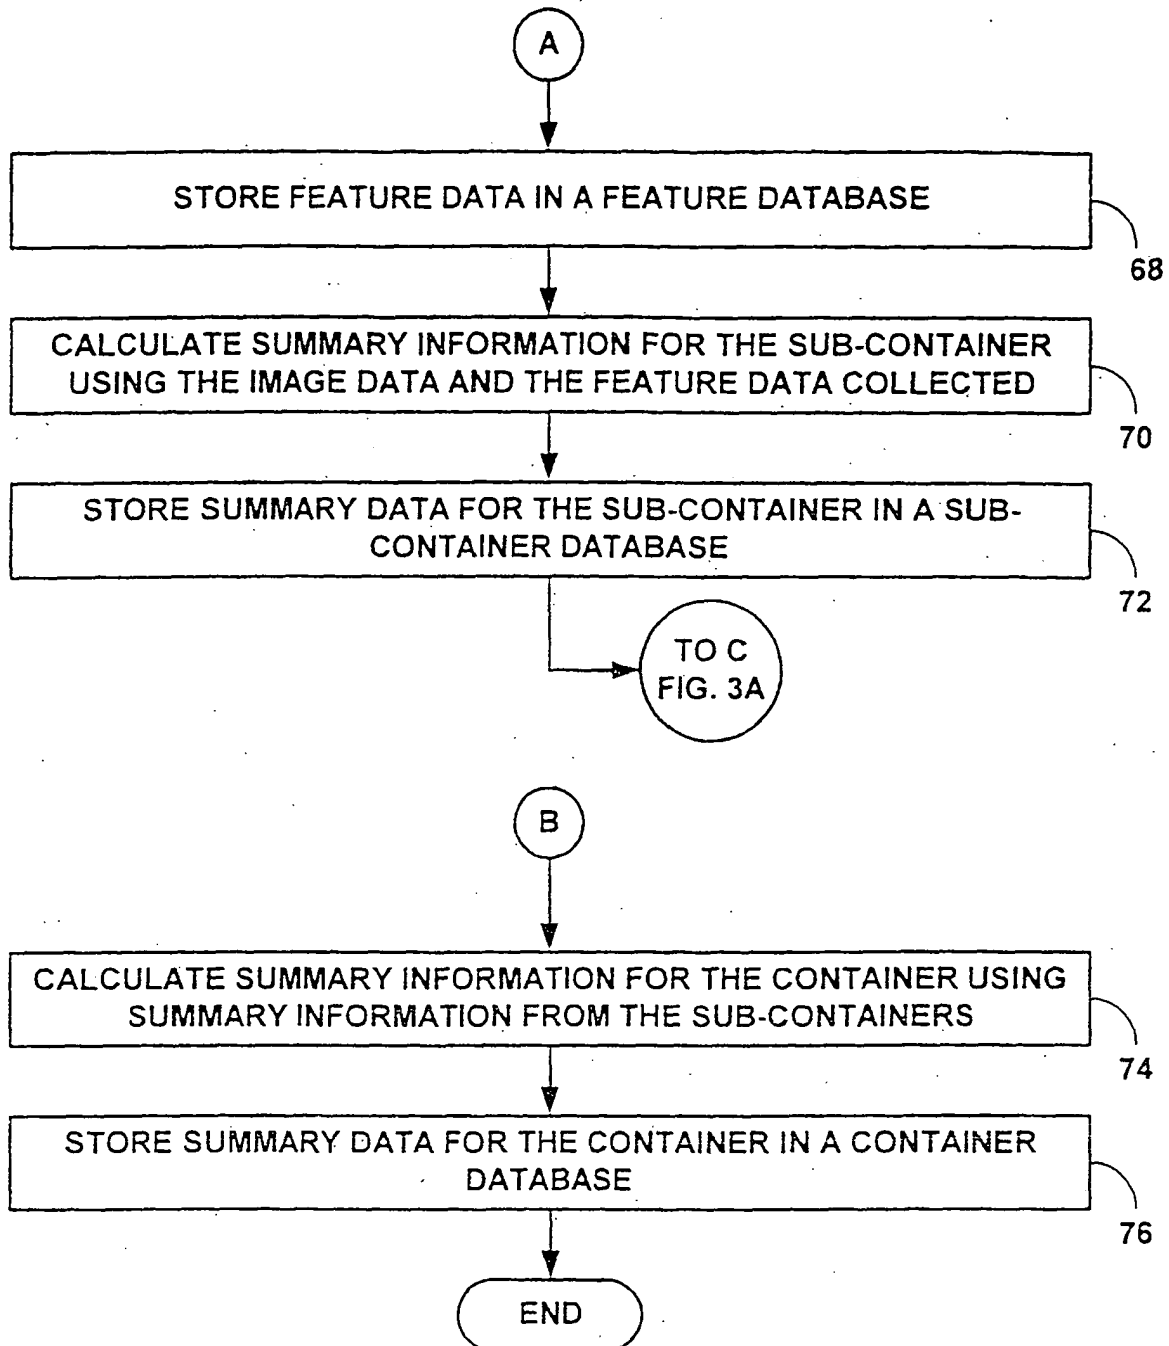 A
STORE FEATURE DATA IN A FEATURE DATABASE
68
CALCULATE SUMMARY INFORMATION FOR THE SUB-CONTAINER
USING THE IMAGE DATA AND THE FEATURE DATA COLLECTED
70
STORE SUMMARY DATA FOR THE SUB-CONTAINER IN A SUB-
CONTAINER DATABASE
72
TO C
FIG. 3A
B
CALCULATE SUMMARY INFORMATION FOR THE CONTAINER USING
SUMMARY INFORMATION FROM THE SUB-CONTAINERS
74
STORE SUMMARY DATA FOR THE CONTAINER IN A CONTAINER
DATABASE
76
END